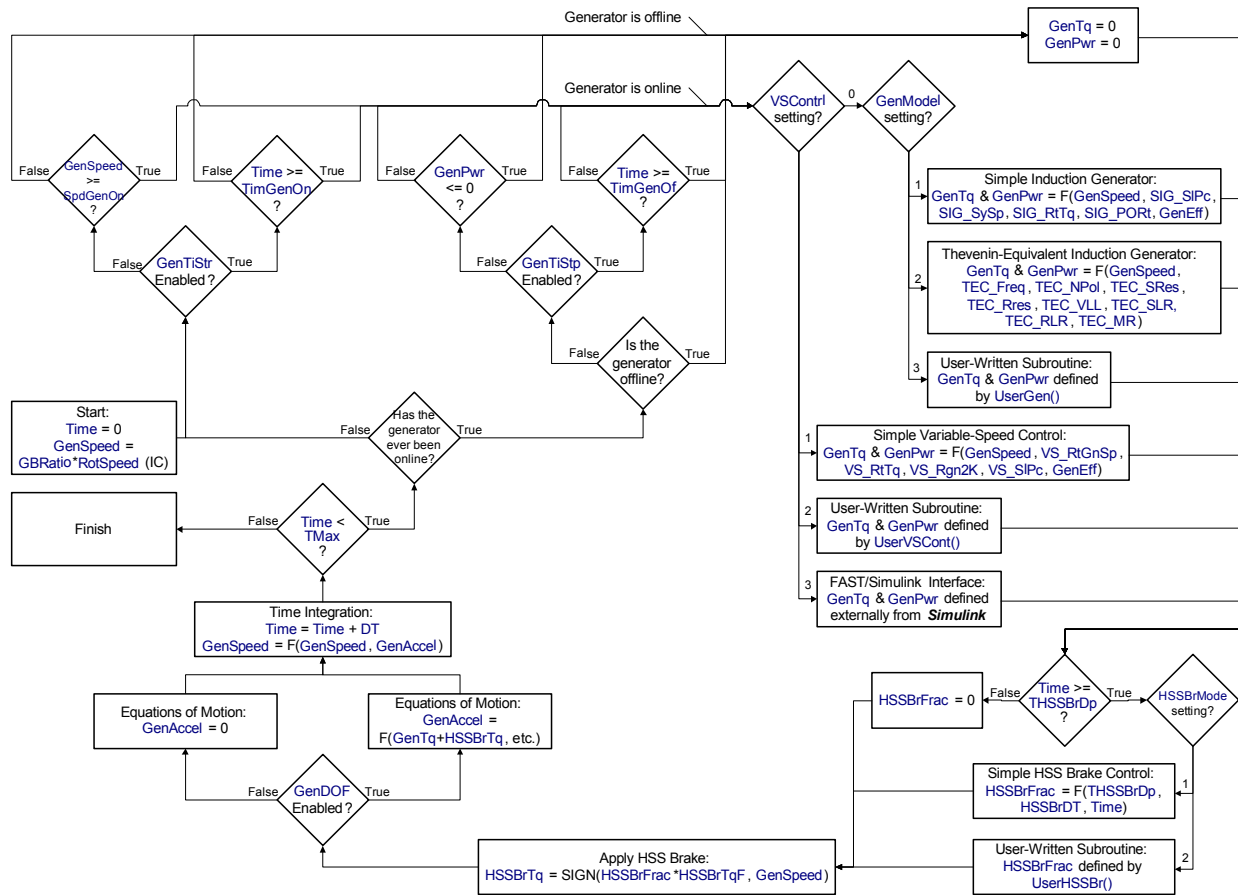 Generator is offline
GenTq = 0
GenPwr = 0
Generator is online
VSContrl
setting?
0
GenModel
setting?
False
GenSpeed
>=
SpdGenOn
?
True
False
Time >=
TimGenOn
?
True
False
GenPwr
<= 0
?
True
False
Time >=
TimGenOf
?
True
1
Simple Induction Generator:
GenTq & GenPwr = F(GenSpeed, SIG_SlPc,
SIG_SySp, SIG_RtTq, SIG_PORt, GenEff)
False
GenTiStr
Enabled?
True
False
GenTiStp
Enabled?
True
2
Thevenin-Equivalent Induction Generator:
GenTq & GenPwr = F(GenSpeed,
TEC_Freq, TEC_NPol, TEC_SRes,
TEC_Rres, TEC_VLL, TEC_SLR,
TEC_RLR, TEC_MR)
False
Is the
generator
offline?
True
3
User-Written Subroutine:
GenTq & GenPwr defined
by UserGen()
Start:
Time = 0
GenSpeed =
GBRatio*RotSpeed (IC)
False
Has the
generator
ever been
online?
True
1
Simple Variable-Speed Control:
GenTq & GenPwr = F(GenSpeed, VS_RtGnSp,
VS_RtTq, VS_Rgn2K, VS_SlPc, GenEff)
Finish
False
Time <
TMax
?
True
2
User-Written Subroutine:
GenTq & GenPwr defined
by UserVSCont()
3
FAST/Simulink Interface:
GenTq & GenPwr defined
externally from Simulink
Time Integration:
Time = Time + DT
GenSpeed = F(GenSpeed, GenAccel)
HSSBrFrac = 0
False
Time >=
THSSBrDp
?
True
HSSBrMode
setting?
Equations of Motion:
GenAccel = 0
Equations of Motion:
GenAccel =
F(GenTq+HSSBrTq, etc.)
Simple HSS Brake Control:
HSSBrFrac = F(THSSBrDp,
HSSBrDT, Time)
1
False
GenDOF
Enabled?
True
Apply HSS Brake:
HSSBrTq = SIGN(HSSBrFrac*HSSBrTqF, GenSpeed)
User-Written Subroutine:
HSSBrFrac defined by
UserHSSBr()
2